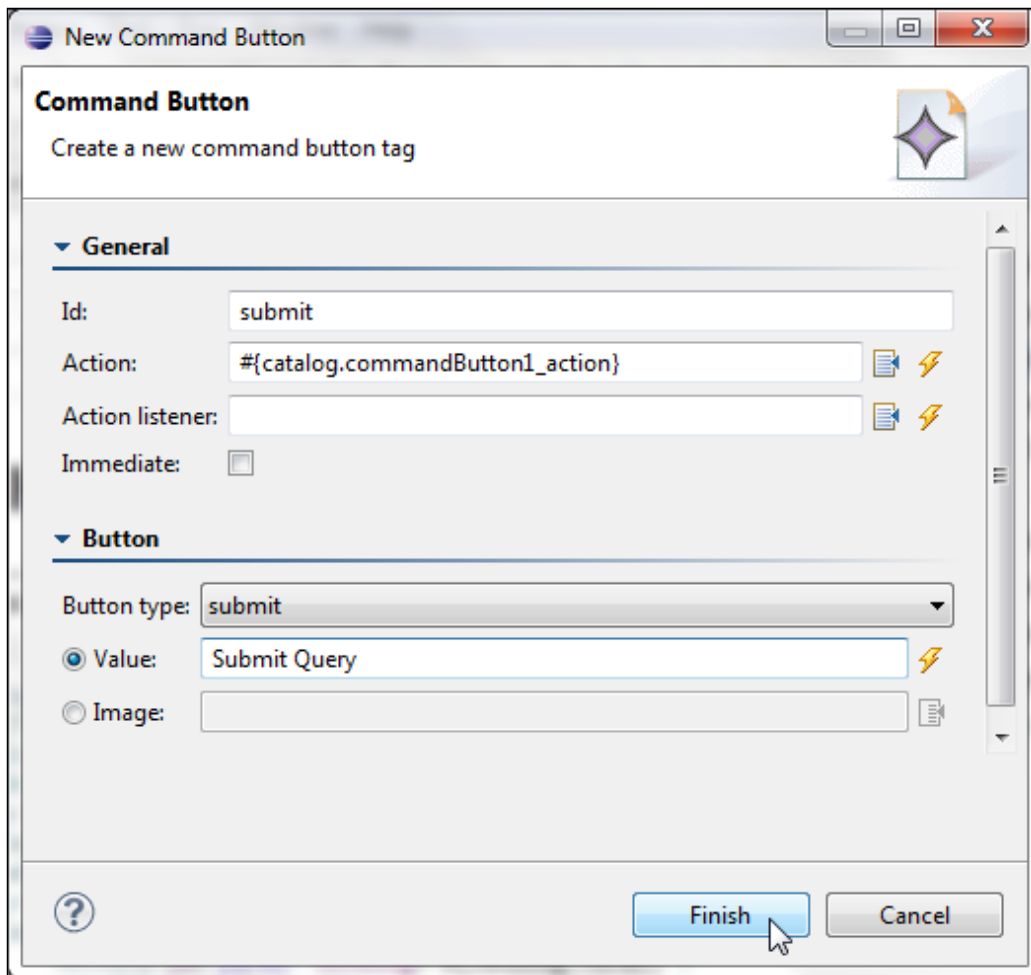 New Command Button
Command Button
Create a new command button tag
General
Id: submit
Action: #{catalog.commandButton1_action}
Action listener:
Immediate:
Button
Button type: submit
Value: Submit Query
Image:
Finish Cancel